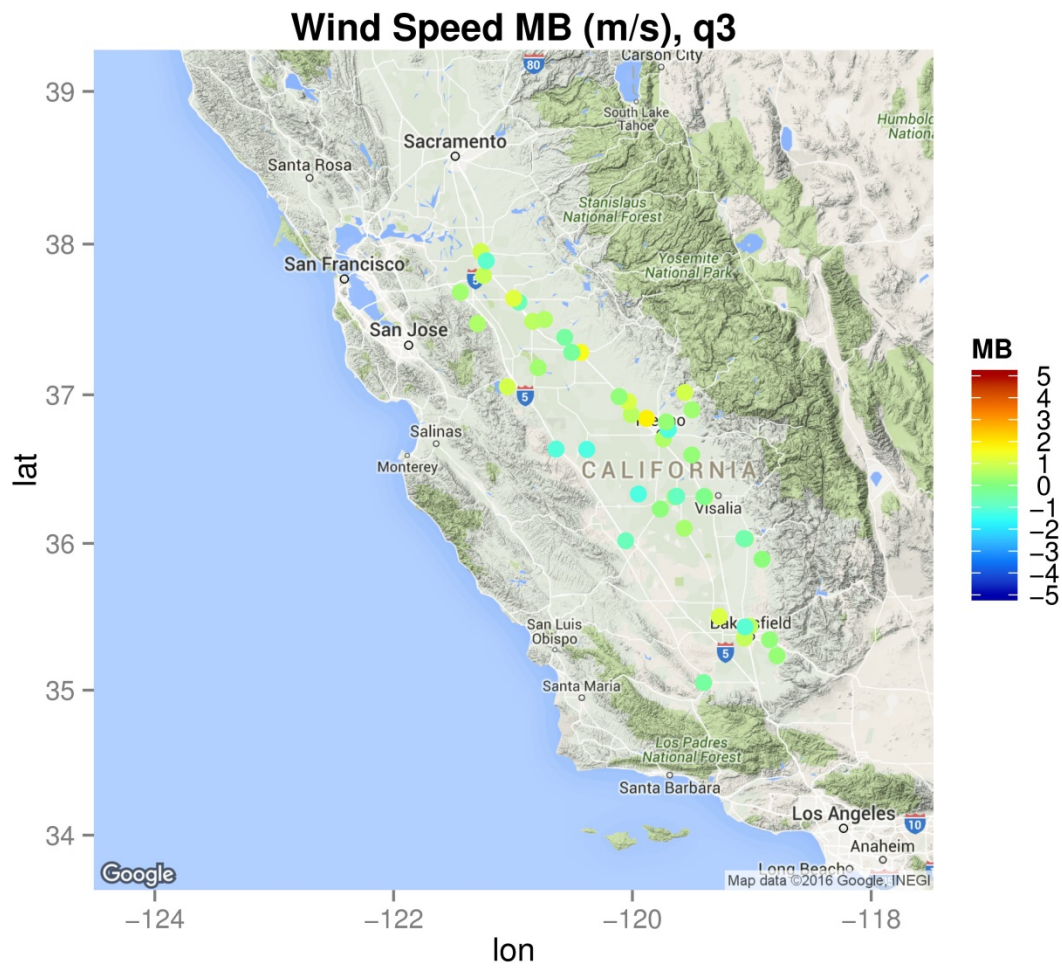 Wind Speed MB (m/s), q3
lat
39
38
37
36
35
34
80
Carson City
South Lake
Tahoe
Sacramento
Santa Rosa
Stanislaus
National Forest
Yosemite
National Park
San Francisco
5
San Jose
5
Salinas
Monterey
CALIFORNIA
Visalia
San Luis
Obispo
5
Santa Maria
Los Padres
National Forest
Santa Barbara
Los Angeles
10
Anaheim
Long Beach
Google
Map data ©2016 Google, INEGI
−124
−122
−120
−118
lon
MB
5
4
3
2
1
0
−1
−2
−3
−4
−5